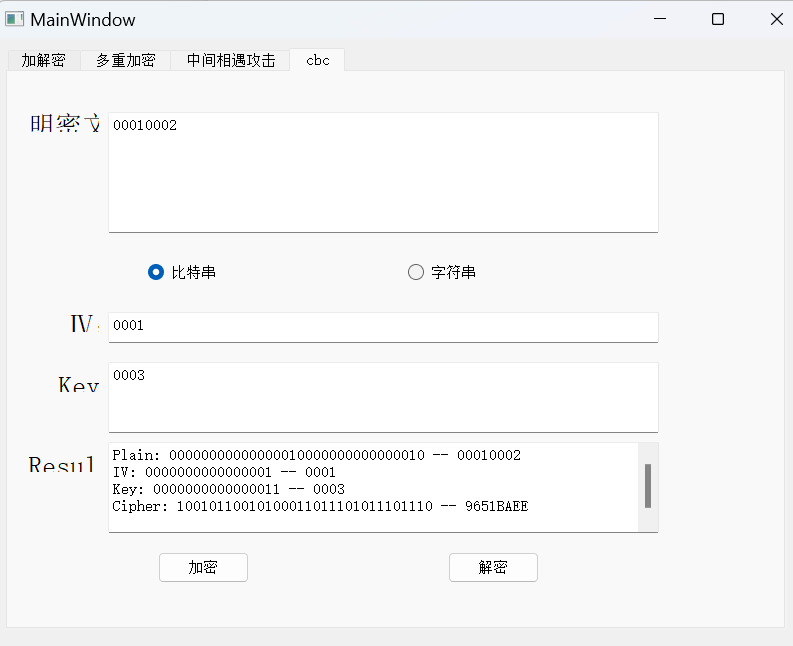 MainWindow
加解密 多重加密 中间相遇攻击 cbc
明密文 00010002
比特串 字符串
IV 0001
Key 0003
Resul
Plain: 00000000000000010000000000000010 -- 00010002
IV: 0000000000000001 -- 0001
Key: 0000000000000011 -- 0003
Cipher: 10010110010100011011101011101110 -- 9651BAEE
加密 解密